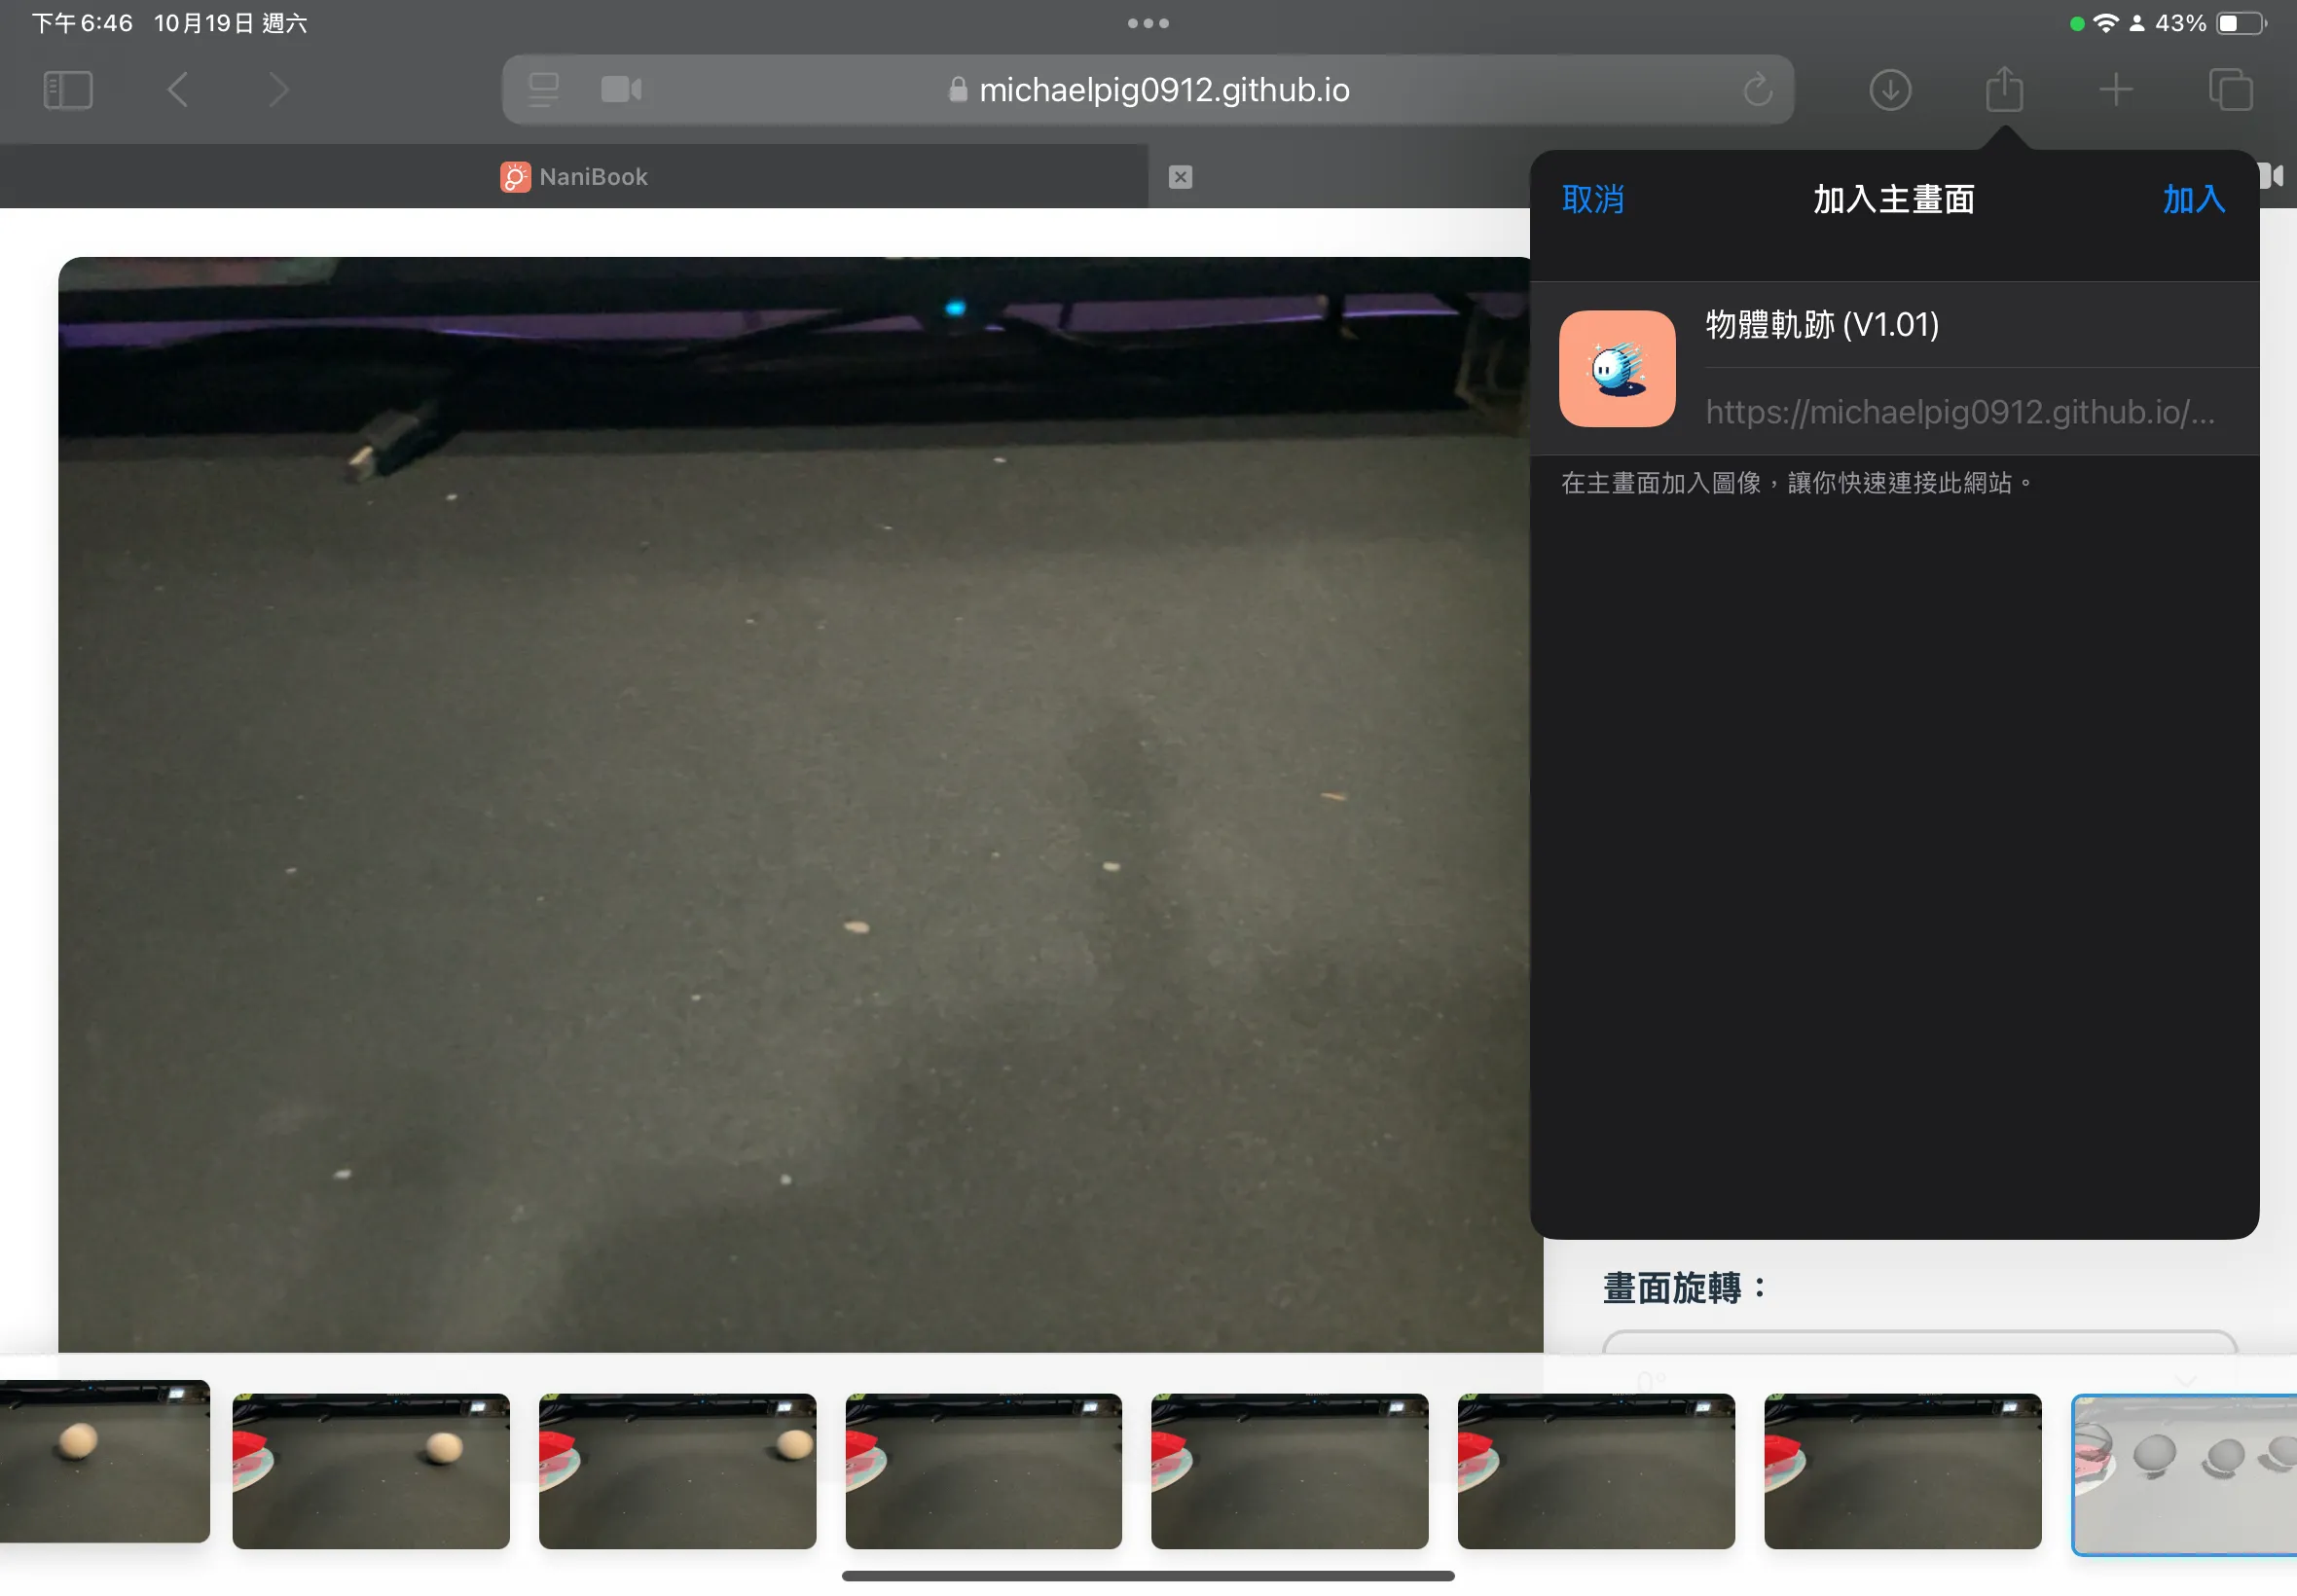 下午6:46 10月19日 週六
43%
michaelpig0912.github.io
NaniBook
取消 加入主畫面 加入
物體軌跡 (V1.01)
https://michaelpig0912.github.io/...
在主畫面加入圖像，讓你快速連接此網站。
畫面旋轉：
0°